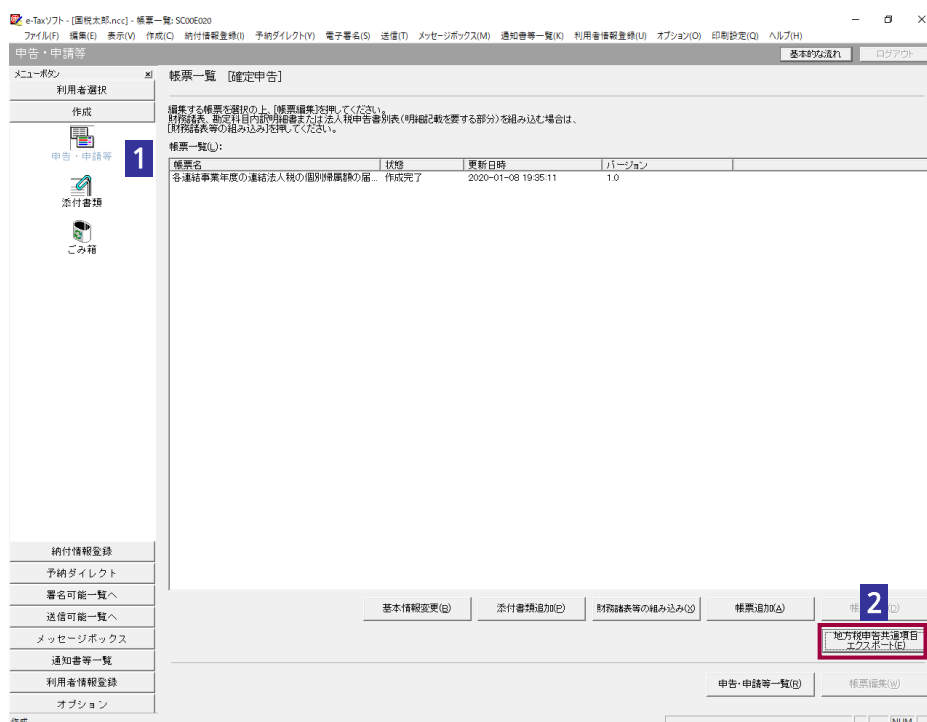 e-Taxソフト - [国税太郎.ncc] - 帳票一覧: SC00E020
ファイル(F) 編集(E) 表示(V) 作成(C) 納付情報登録(I) 予納ダイレクト(Y) 電子署名(S) 送信(T) メッセージボックス(M) 通知書等一覧(K) 利用者情報登録(U) オプション(O) 印刷設定(Q) ヘルプ(H)
申告・申請等
基本的な流れ
ログアウト
メニューボタン
利用者選択
作成
申告・申請等
1
添付書類
ごみ箱
帳票一覧 [確定申告]
編集する帳票を選択の上、[帳票編集]を押してください。
財務諸表、勘定科目内訳明細書または法人税申告書別表(明細記載を要する部分)を組み込む場合は、
[財務諸表等の組み込み]を押してください。
帳票一覧(L):
帳票名 状態 更新日時 バージョン
各連結事業年度の連結法人税の個別帰属額の届... 作成完了 2020-01-08 19:35:11 1.0
納付情報登録
予納ダイレクト
署名可能一覧へ
送信可能一覧へ
メッセージボックス
通知書等一覧
利用者情報登録
オプション
基本情報変更(B)
添付書類追加(P)
財務諸表等の組み込み(X)
帳票追加(A)
2
(D)
地方税申告共通項目
エクスポート(E)
申告・申請等一覧(R)
帳票編集(W)
作成
NUM